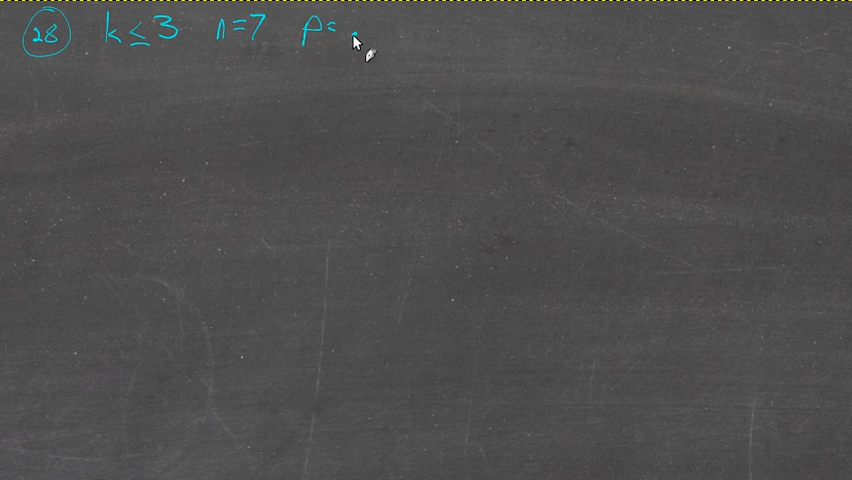 28 k ≤ 3 n = 7 p = .